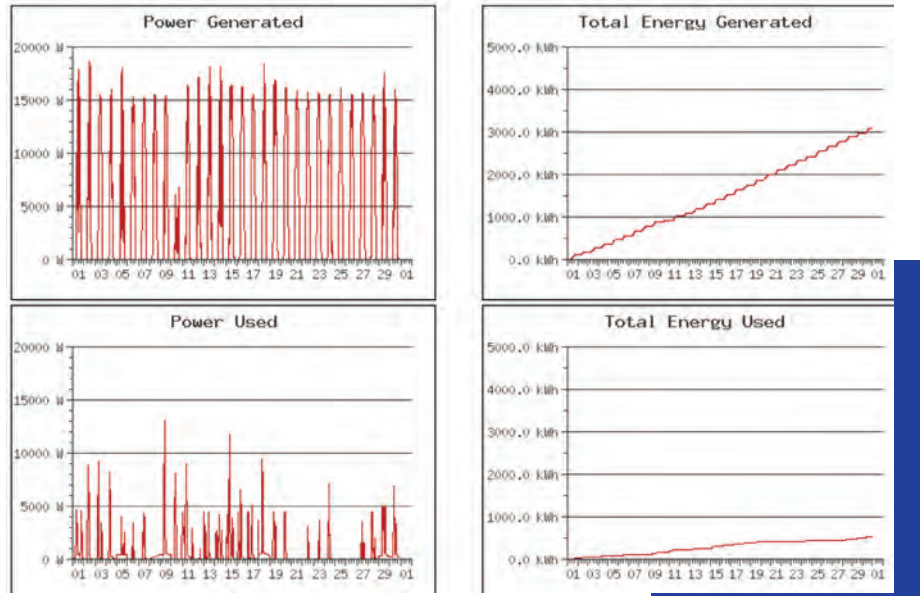 Power Generated
20000 W
15000 W
10000 W
5000 W
0 W
01 03 05 07 09 11 13 15 17 19 21 23 25 27 29 01
Total Energy Generated
5000.0 kWh
4000.0 kWh
3000.0 kWh
2000.0 kWh
1000.0 kWh
0.0 kWh
01 03 05 07 09 11 13 15 17 19 21 23 25 27 29 01
Power Used
20000 W
15000 W
10000 W
5000 W
0 W
01 03 05 07 09 11 13 15 17 19 21 23 25 27 29 01
Total Energy Used
5000.0 kWh
4000.0 kWh
3000.0 kWh
2000.0 kWh
1000.0 kWh
0.0 kWh
01 03 05 07 09 11 13 15 17 19 21 23 25 27 29 01